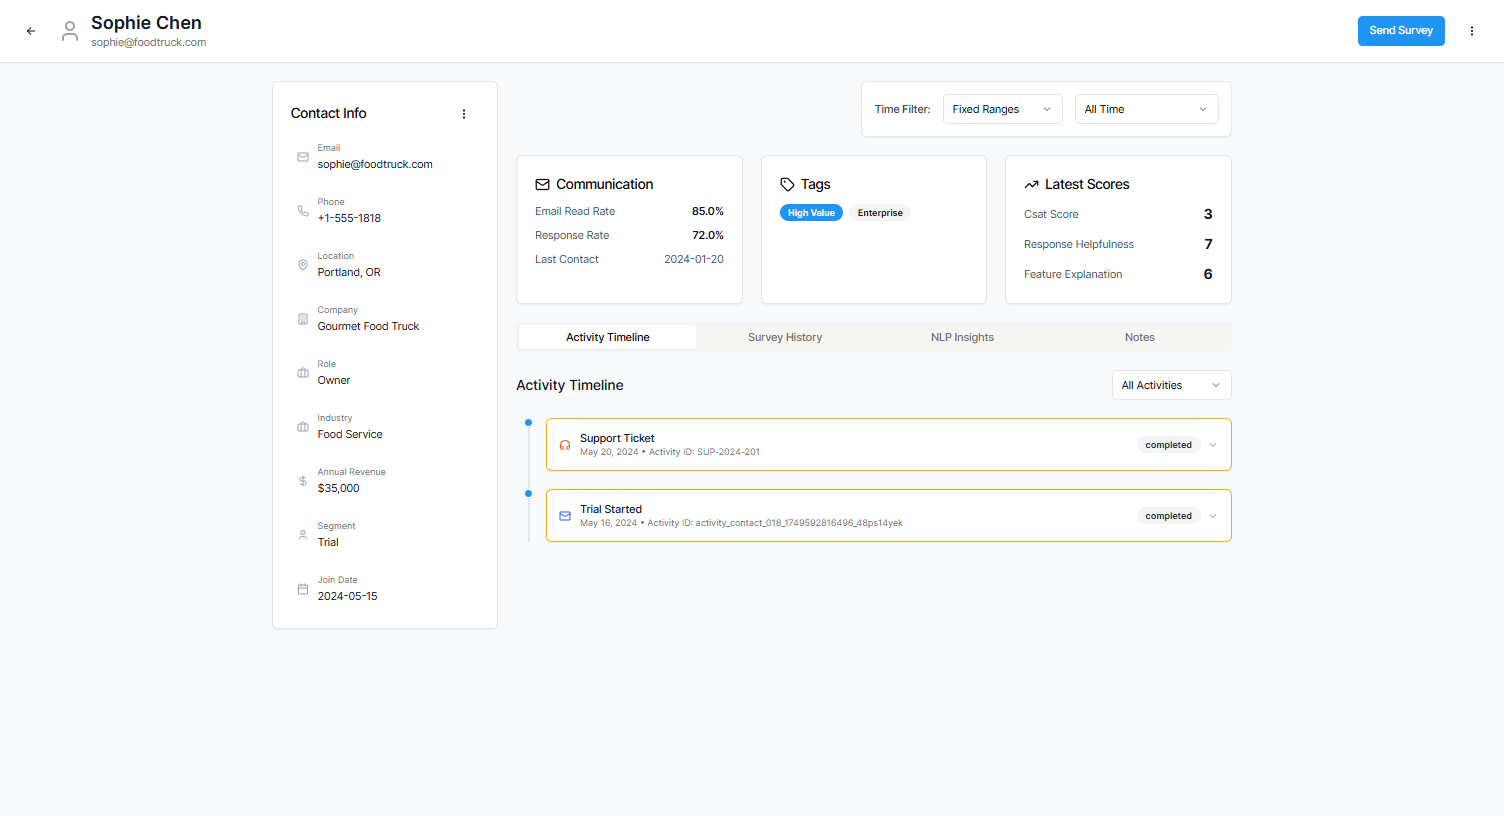 Sophie Chen
sophie@foodtruck.com
Send Survey
Contact Info
Email
sophie@foodtruck.com
Phone
+1-555-1818
Location
Portland, OR
Company
Gourmet Food Truck
Role
Owner
Industry
Food Service
Annual Revenue
$35,000
Segment
Trial
Join Date
2024-05-15
Time Filter: Fixed Ranges All Time
Communication
Email Read Rate 85.0%
Response Rate 72.0%
Last Contact 2024-01-20
Tags
High Value Enterprise
Latest Scores
Csat Score 3
Response Helpfulness 7
Feature Explanation 6
Activity Timeline Survey History NLP Insights Notes
Activity Timeline All Activities
Support Ticket
May 20, 2024 • Activity ID: SUP-2024-201
completed
Trial Started
May 16, 2024 • Activity ID: activity_contact_018_1749592816496_48ps14yek
completed